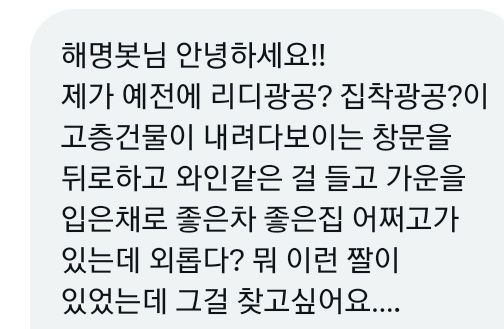 해명봇님 안녕하세요!!
제가 예전에 리디광공? 집착광공?이
고층건물이 내려다보이는 창문을
뒤로하고 와인같은 걸 들고 가운을
입은채로 좋은차 좋은집 어쩌고가
있는데 외롭다? 뭐 이런 짤이
있었는데 그걸 찾고싶어요....